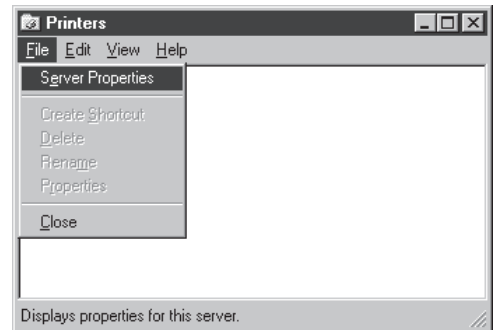 Printers
File Edit View Help
Server Properties
Create Shortcut
Delete
Rename
Properties
Close
Displays properties for this server.